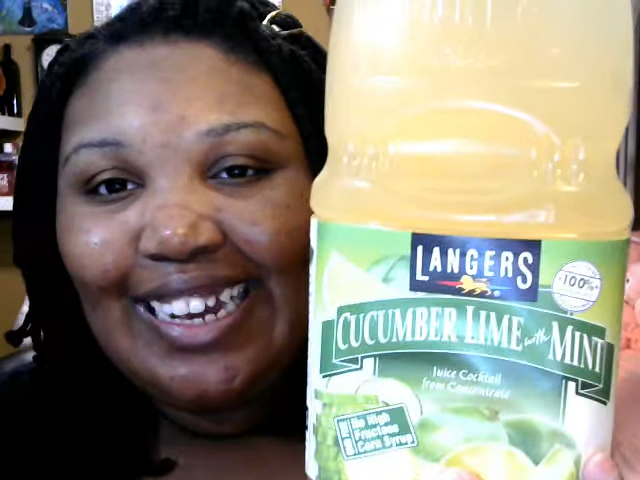 LANGERS
100%
CUCUMBER LIME with MINT
Juice Cocktail
from Concentrate
No High
Fructose
Corn Syrup